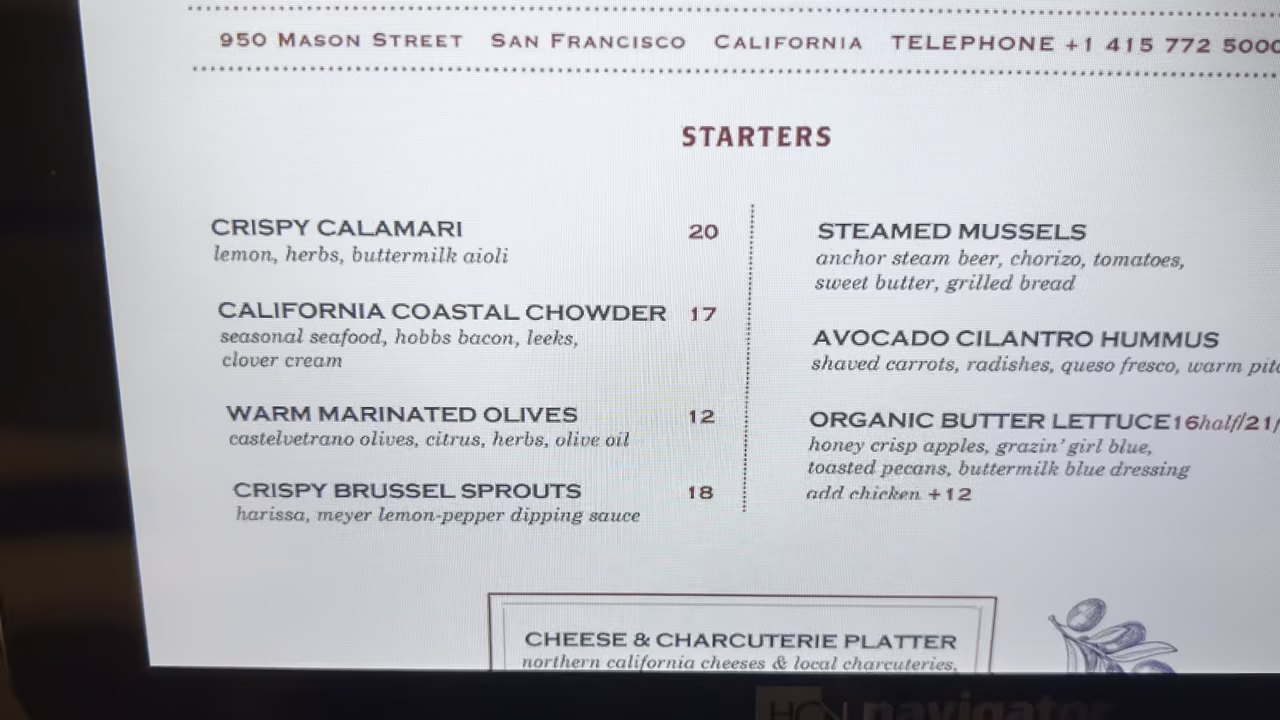 950 MASON STREET SAN FRANCISCO CALIFORNIA TELEPHONE +1 415 772 5000
STARTERS
CRISPY CALAMARI 20
lemon, herbs, buttermilk aioli
CALIFORNIA COASTAL CHOWDER 17
seasonal seafood, hobbs bacon, leeks,
clover cream
WARM MARINATED OLIVES 12
castelvetrano olives, citrus, herbs, olive oil
CRISPY BRUSSEL SPROUTS 18
harissa, meyer lemon-pepper dipping sauce
STEAMED MUSSELS
anchor steam beer, chorizo, tomatoes,
sweet butter, grilled bread
AVOCADO CILANTRO HUMMUS
shaved carrots, radishes, queso fresco, warm
ORGANIC BUTTER LETTUCE 16half/21/
honey crisp apples, grazin' girl blue,
toasted pecans, buttermilk blue dressing
add chicken +12
CHEESE & CHARCUTERIE PLATTER
northern california cheeses & local charcuteries,
HCN navigator